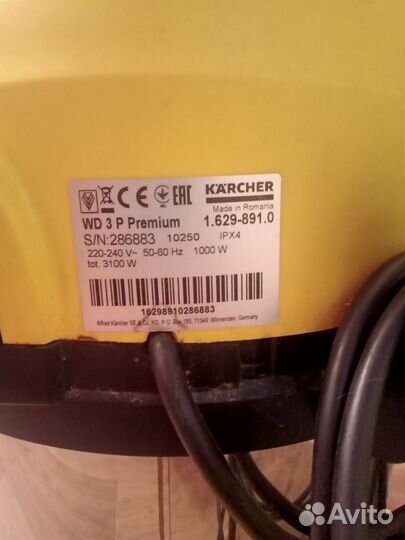 KÄRCHER
Made in Romania
WD 3 P Premium 1.629-891.0
S/N:286883 10250 IPX4
220-240 V~ 50-60 Hz 1000 W
tot. 3100 W
16298910286883
Alfred Kärcher SE & Co. KG, P.O. Box 160, 71349 Winnenden, Germany
Avito